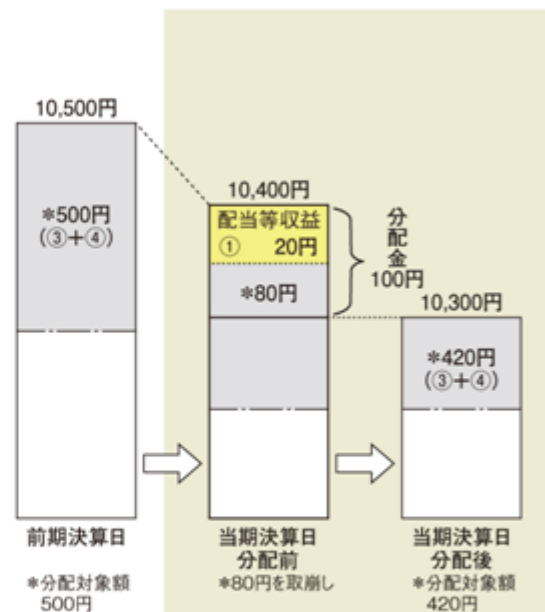 10,500円
*500円
(③+④)
10,400円
配当等収益
① 20円
*80円
分配金
100円
10,300円
*420円
(③+④)
前期決算日
*分配対象額
500円
当期決算日
分配前
*80円を取崩し
当期決算日
分配後
*分配対象額
420円